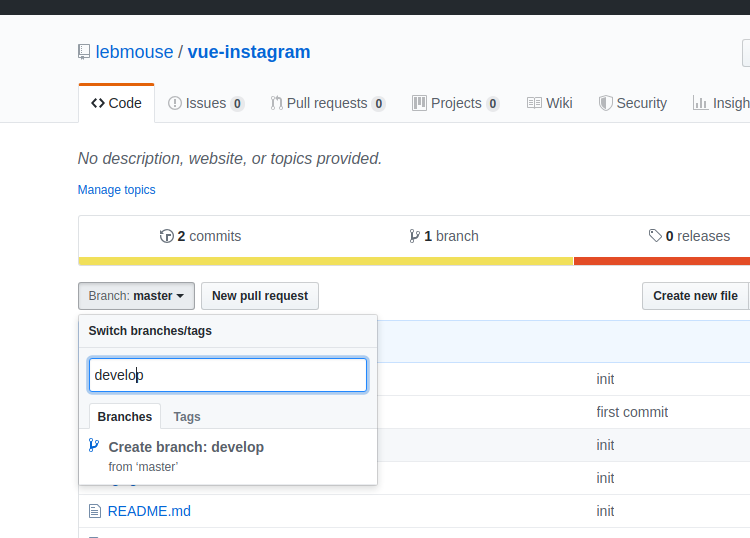 lebmouse / vue-instagram
Code Issues 0 Pull requests 0 Projects 0 Wiki Security
No description, website, or topics provided.
Manage topics
2 commits 1 branch 0 releases
Branch: master New pull request Create new file
Switch branches/tags
develop
init
Branches Tags
first commit
Create branch: develop
init
from ‘master’
init
README.md init